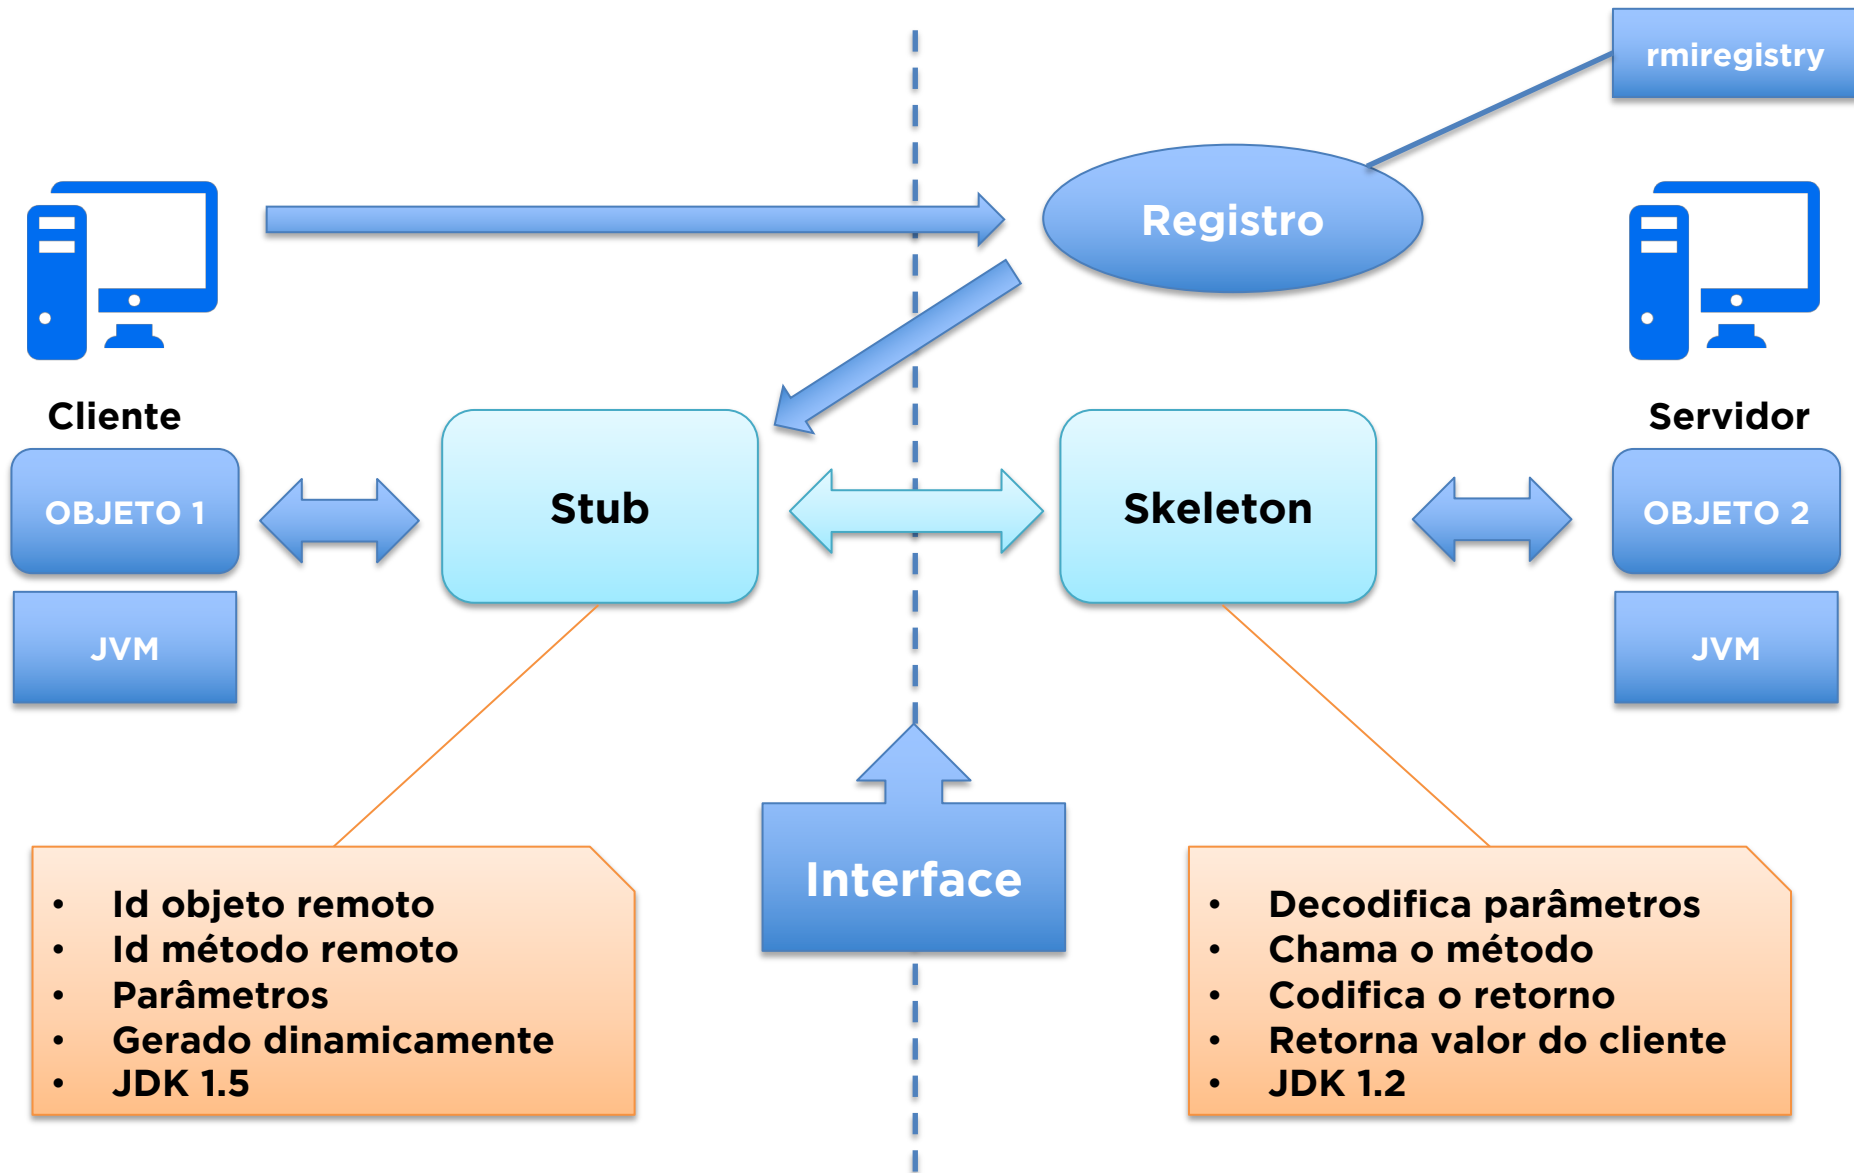 rmiregistry
Registro
Cliente
Servidor
OBJETO 1
Stub
Skeleton
OBJETO 2
JVM
JVM
Interface
• Id objeto remoto
• Id método remoto
• Parâmetros
• Gerado dinamicamente
• JDK 1.5
• Decodifica parâmetros
• Chama o método
• Codifica o retorno
• Retorna valor do cliente
• JDK 1.2